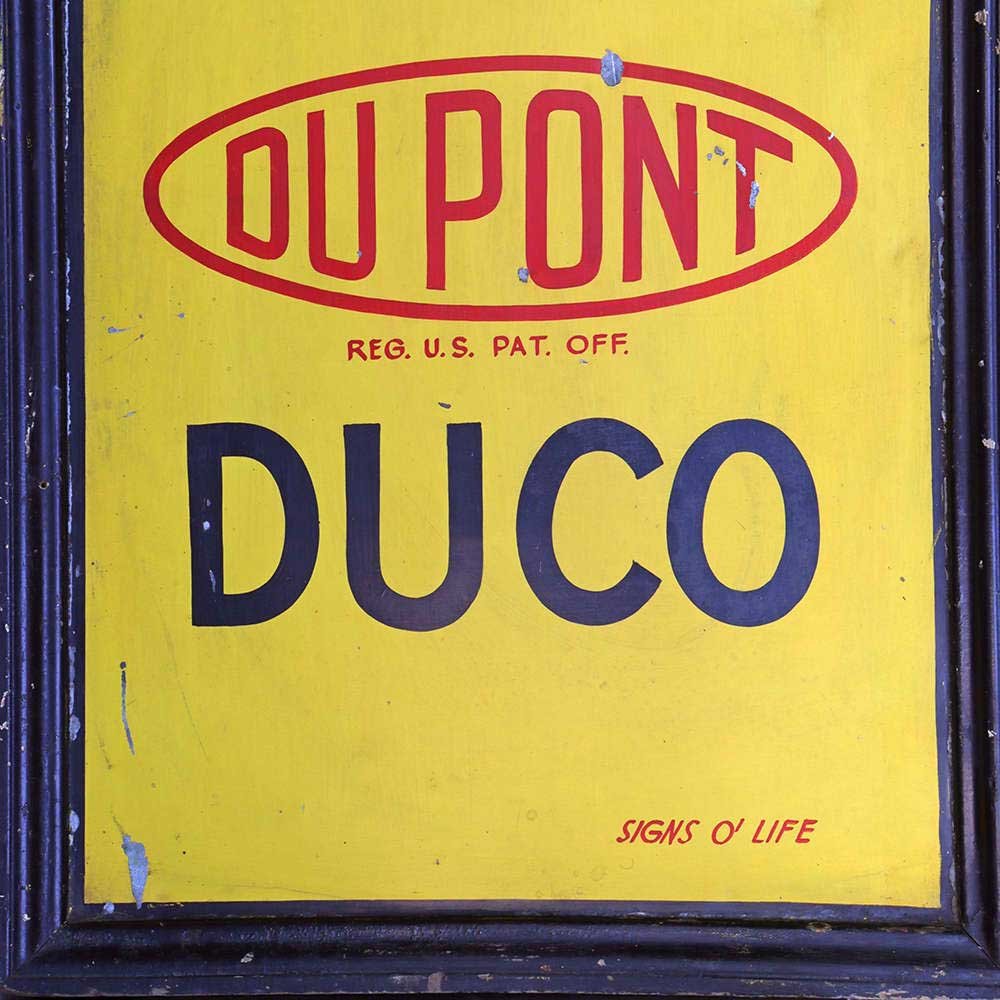 DU PONT
REG. U.S. PAT. OFF.
DUCO
SIGNS O' LIFE